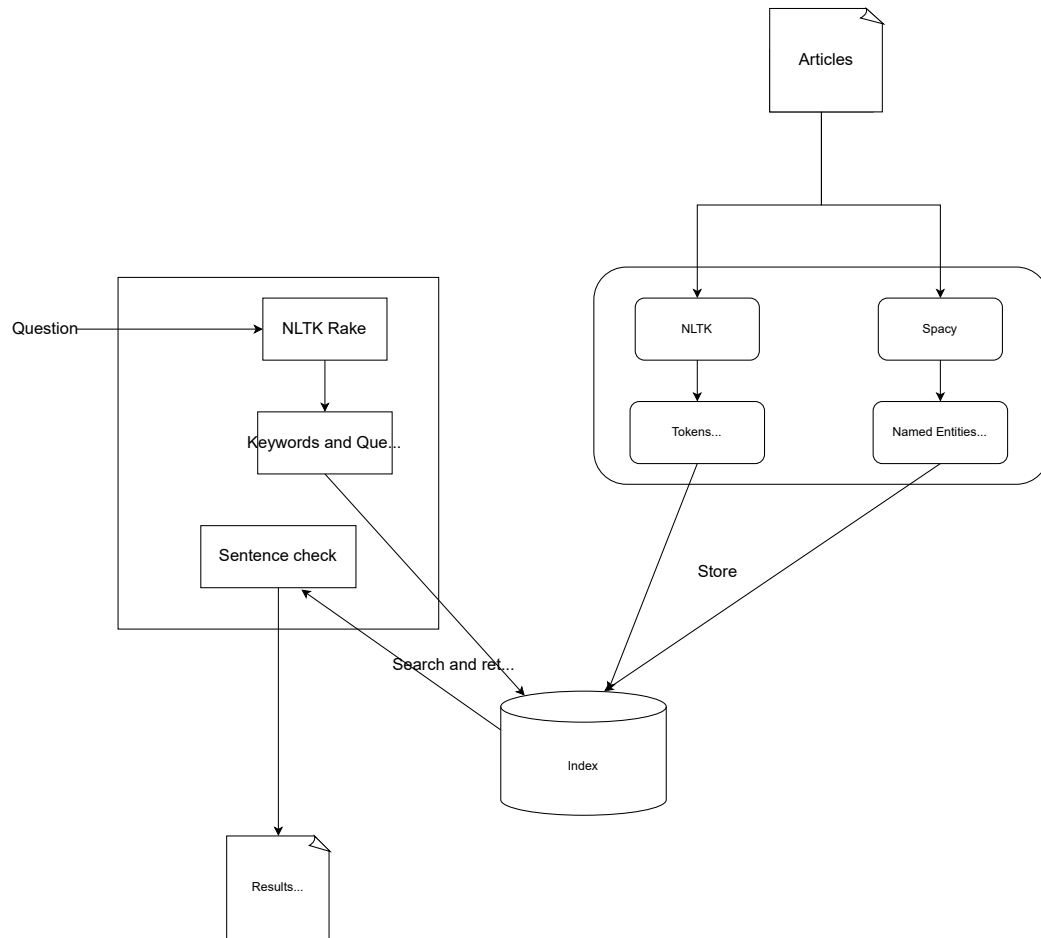 Articles
Question
NLTK Rake
NLTK
Spacy
Keywords and Que...
Tokens...
Named Entities...
Sentence check
Store
Search and ret...
Index
Results...